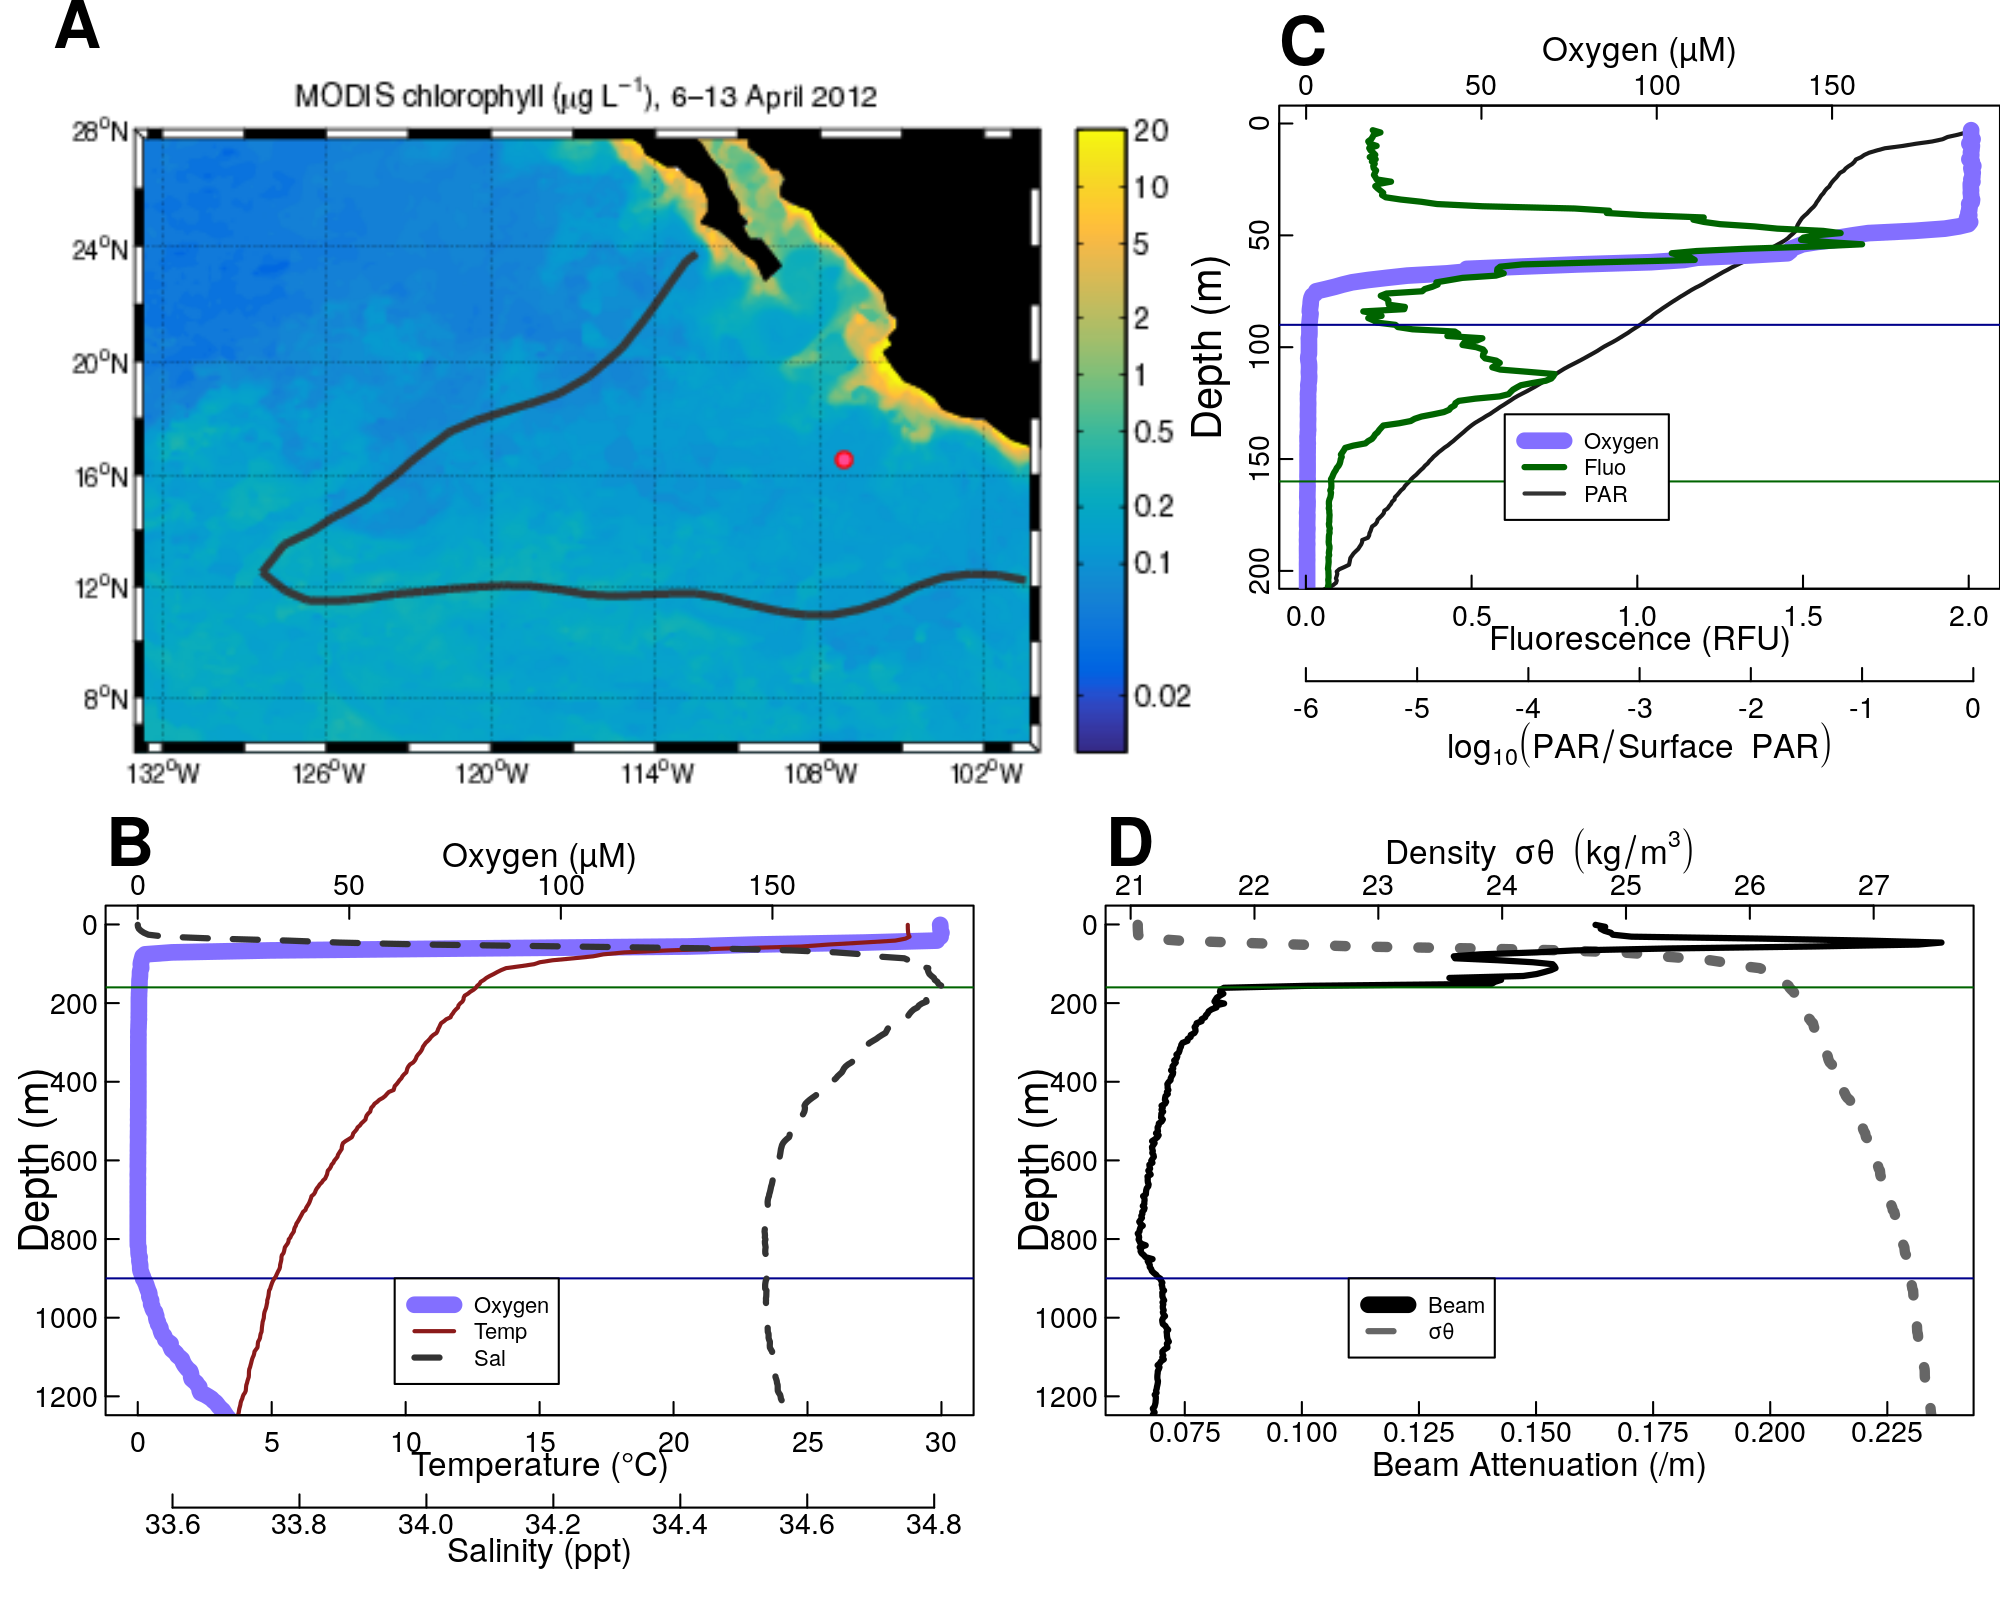 A
MODIS chlorophyll (µg L⁻¹), 6–13 April 2012
28°N
24°N
20°N
16°N
12°N
8°N
132°W 126°W 120°W 114°W 108°W 102°W
20
10
5
2
1
0.5
0.2
0.1
0.02
C
Oxygen (µM)
0 50 100 150
Depth (m)
0
50
100
150
200
Oxygen
Fluo
PAR
0.0 0.5 1.0 1.5 2.0
Fluorescence (RFU)
-6 -5 -4 -3 -2 -1 0
log₁₀(PAR/Surface PAR)
B
Oxygen (µM)
0 50 100 150
Depth (m)
0
200
400
600
800
1000
1200
Oxygen
Temp
Sal
0 5 10 15 20 25 30
Temperature (°C)
33.6 33.8 34.0 34.2 34.4 34.6 34.8
Salinity (ppt)
D
Density σθ (kg/m³)
21 22 23 24 25 26 27
Depth (m)
0
200
400
600
800
1000
1200
Beam
σθ
0.075 0.100 0.125 0.150 0.175 0.200 0.225
Beam Attenuation (/m)